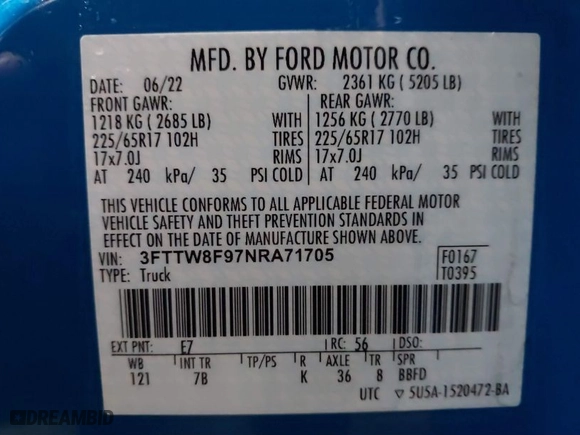 MFD. BY FORD MOTOR CO.
DATE: 06/22 GVWR: 2361 KG ( 5205 LB)
FRONT GAWR: REAR GAWR:
1218 KG ( 2685 LB) WITH 1256 KG ( 2770 LB) WITH
225/65R17 102H TIRES 225/65R17 102H TIRES
17x7.0J RIMS 17x7.0J RIMS
AT 240 kPa/ 35 PSI COLD AT 240 kPa/ 35 PSI COLD
THIS VEHICLE CONFORMS TO ALL APPLICABLE FEDERAL MOTOR
VEHICLE SAFETY AND THEFT PREVENTION STANDARDS IN
EFFECT ON THE DATE OF MANUFACTURE SHOWN ABOVE.
VIN: 3FTTW8F97NRA71705 F0167
TYPE: Truck T0395
EXT PNT: E7 RC: 56 DSO:
WB INT TR TP/PS R AXLE TR SPR
121 7B K 36 8 BBFD
UTC ▽ SU5A-1520472-BA
© DREAMBID